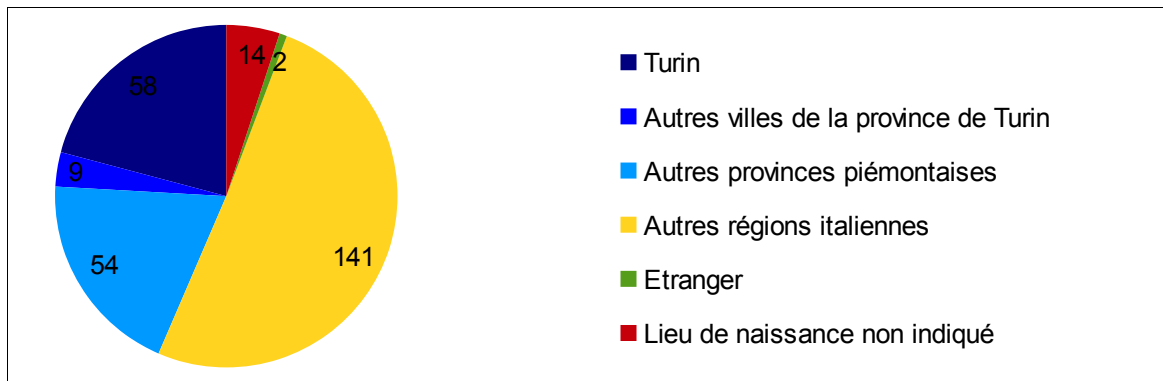 14
2
58
9
54
141
Turin
Autres villes de la province de Turin
Autres provinces piémontaises
Autres régions italiennes
Etranger
Lieu de naissance non indiqué